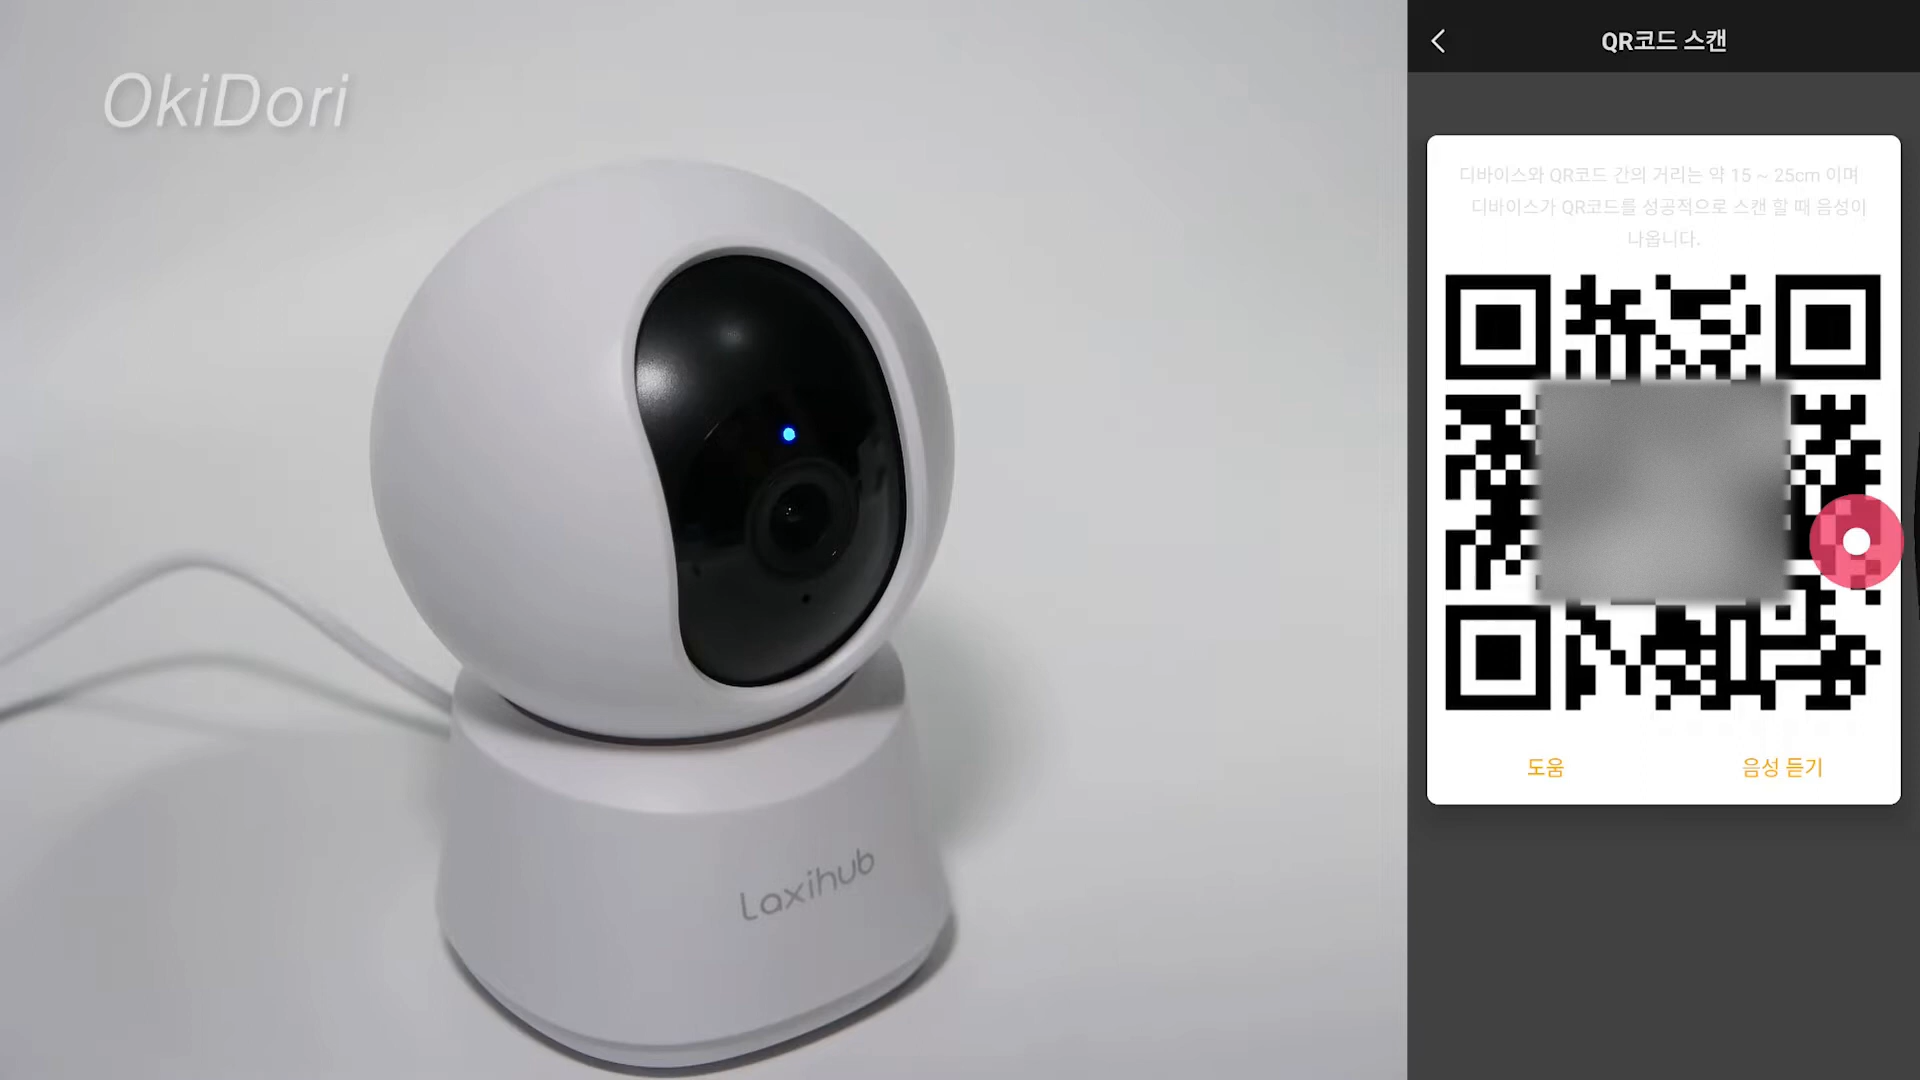 OkiDori
Laxihub
QR코드 스캔
디바이스와 QR코드 간의 거리는 약 15 ~ 25cm 이며
디바이스가 QR코드를 성공적으로 스캔 할 때 음성이
나옵니다.
도움
음성 듣기